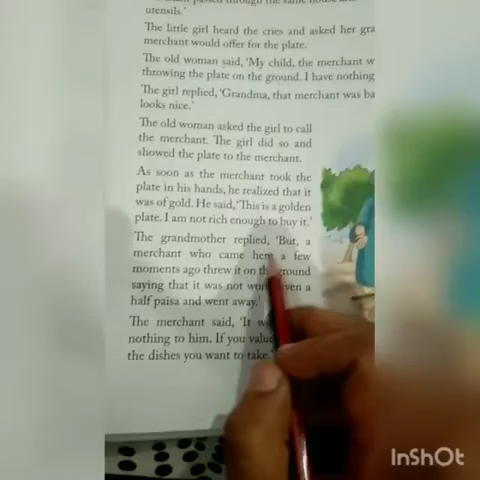 utensils.'
The little girl heard the cries and asked her
merchant would offer for the plate.
The old woman said, 'My child, the merchant
throwing the plate on the ground. I have nothing
The girl replied, 'Grandma, that merchant was
looks nice.'
The old woman asked the girl to call
the merchant. The girl did so and
showed the plate to the merchant.
As soon as the merchant took the
plate in his hands, he realized that it
was of gold. He said, 'This is a golden
plate. I am not rich enough to buy it.'
The grandmother replied, 'But, a
merchant who came here a few
moments ago threw it on the ground
saying that it was not even a
half paisa and went away.'
The merchant said, 'It
nothing to him. If you value
the dishes you want to take.'
InShOt